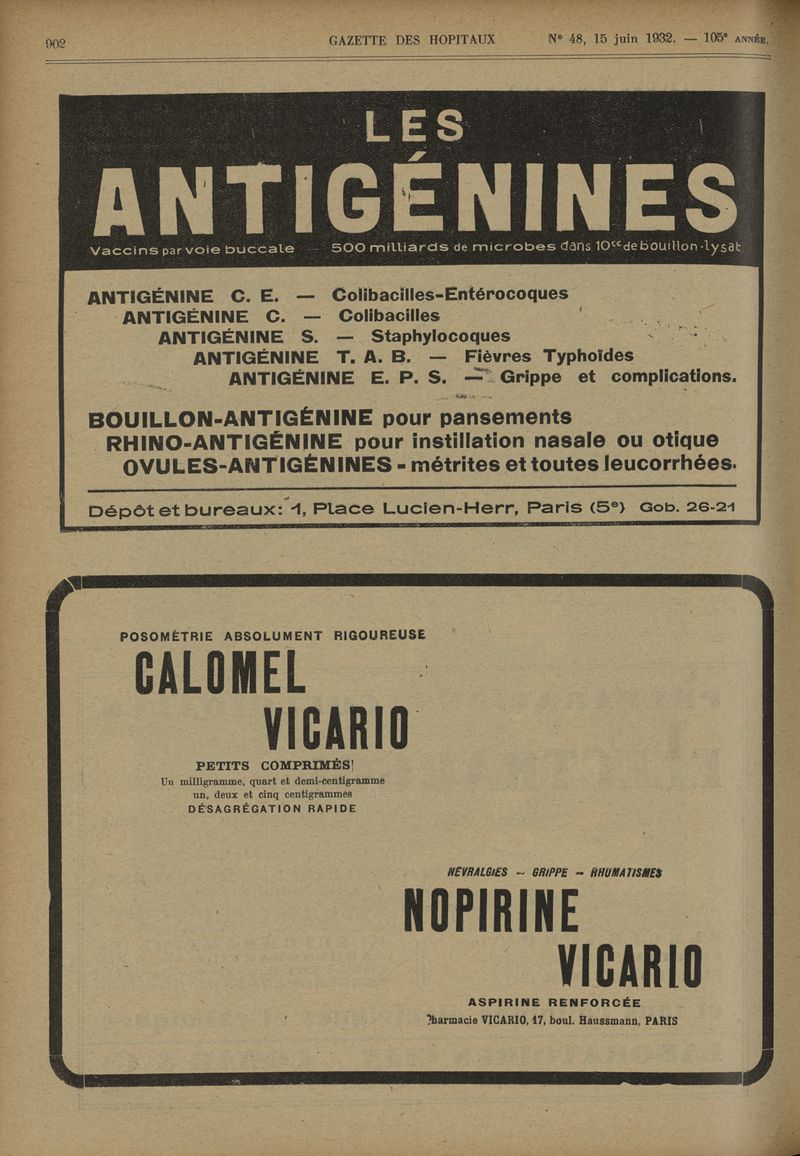 902
GAZETTE DES HOPITAUX
N° 48, 15 juin 1932. — 105e ANNÉE.
LES
ANTIGÉNINES
Vaccins par voie buccale — 500 milliards de microbes dans 10cc de bouillon-lysat
ANTIGÉNINE C. E. — Colibacilles-Entérocoques
ANTIGÉNINE C. — Colibacilles
ANTIGÉNINE S. — Staphylocoques
ANTIGÉNINE T. A. B. — Fièvres Typhoïdes
ANTIGÉNINE E. P. S. — Grippe et complications.
BOUILLON-ANTIGÉNINE pour pansements
RHINO-ANTIGÉNINE pour instillation nasale ou otique
OVULES-ANTIGÉNINES - métrites et toutes leucorrhées.
Dépôt et bureaux: 1, Place Lucien-Herr, Paris (5e) Gob. 26-21
POSOMÉTRIE ABSOLUMENT RIGOUREUSE
CALOMEL
VICARIO
PETITS COMPRIMÉS
Un milligramme, quart et demi-centigramme
un, deux et cinq centigrammes
DÉSAGRÉGATION RAPIDE
NÉVRALGIES - GRIPPE - RHUMATISMES
NOPIRINE
VICARIO
ASPIRINE RENFORCÉE
Pharmacie VICARIO, 17, boul. Haussmann, PARIS